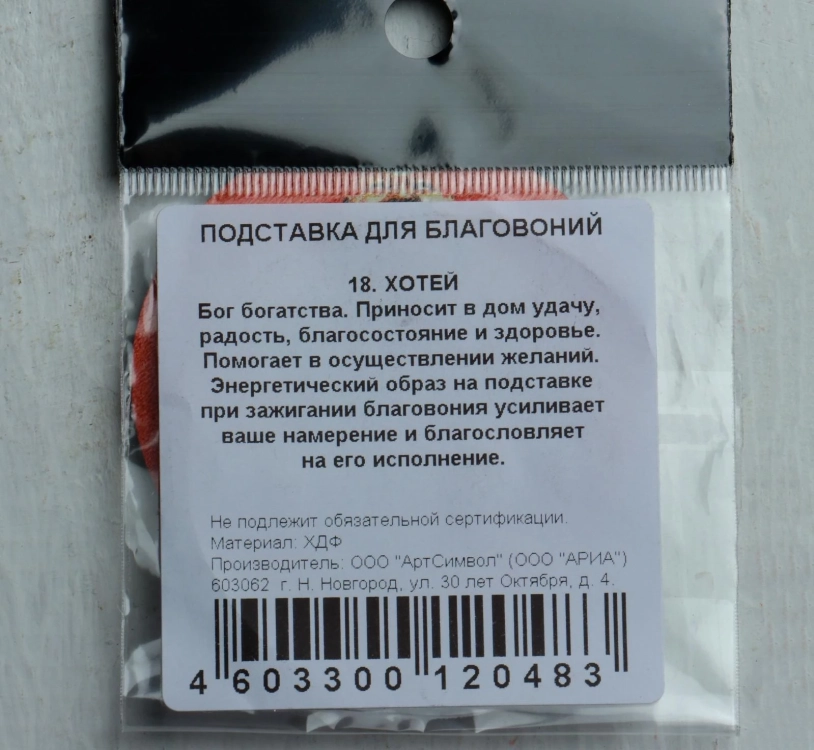 ПОДСТАВКА ДЛЯ БЛАГОВОНИЙ
18. ХОТЕЙ
Бог богатства. Приносит в дом удачу,
радость, благосостояние и здоровье.
Помогает в осуществлении желаний.
Энергетический образ на подставке
при зажигании благовония усиливает
ваше намерение и благословляет
на его исполнение.
Не подлежит обязательной сертификации.
Материал: ХДФ
Производитель: ООО "АртСимвол" (ООО "АРИА")
603062 г. Н. Новгород, ул. 30 лет Октября, д. 4.
4 603300 120483